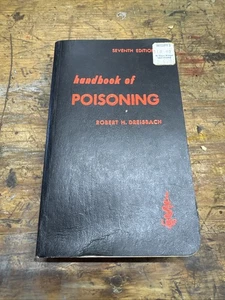 SEVENTH EDITION
handbook of
POISONING
ROBERT H. DREISBACH